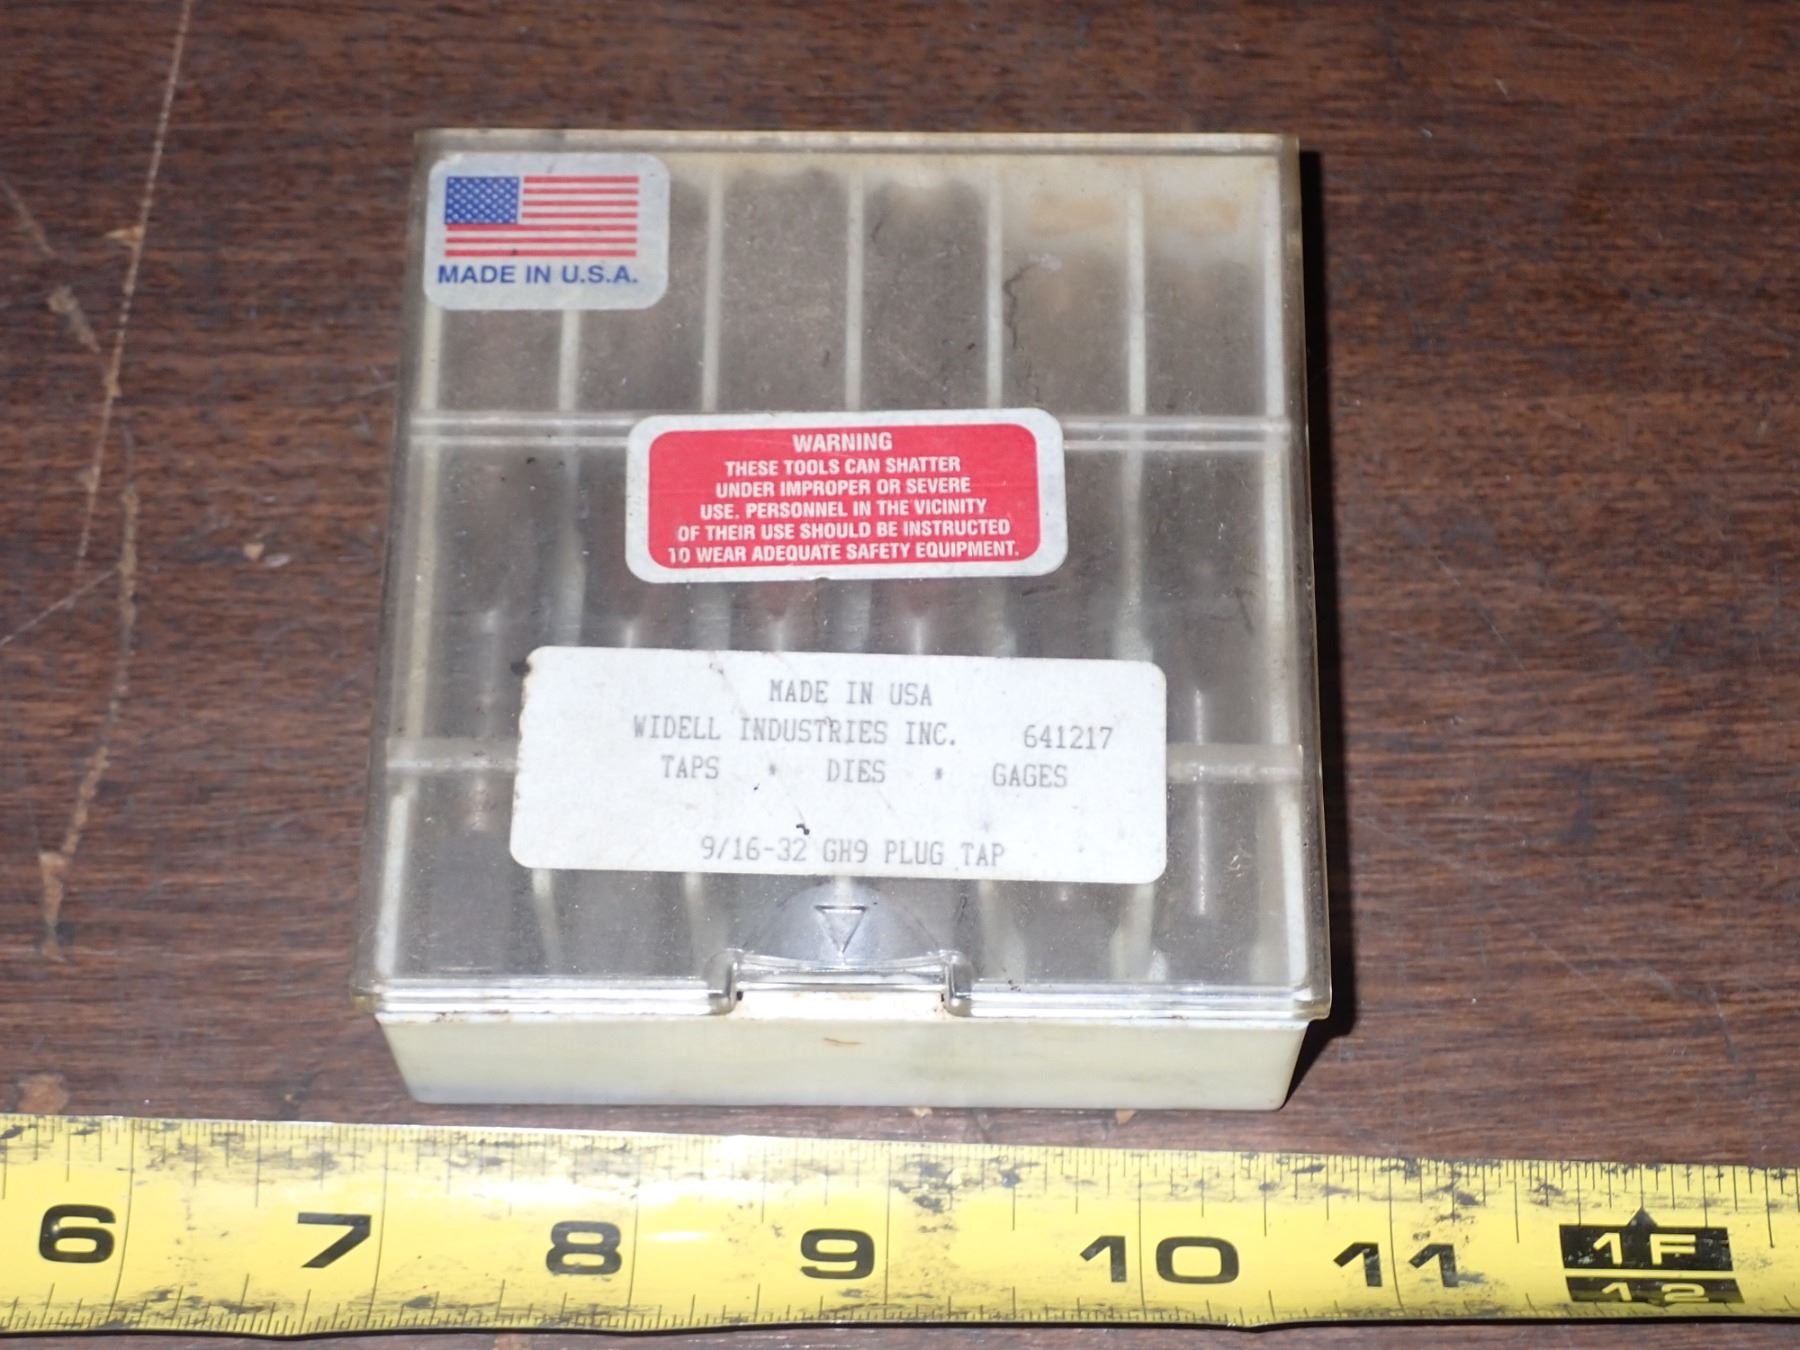 MADE IN U.S.A.
WARNING
THESE TOOLS CAN SHATTER
UNDER IMPROPER OR SEVERE
USE. PERSONNEL IN THE VICINITY
OF THEIR USE SHOULD BE INSTRUCTED
TO WEAR ADEQUATE SAFETY EQUIPMENT.
MADE IN USA
WIDELL INDUSTRIES INC. 641217
TAPS * DIES * GAGES
9/16-32 GH9 PLUG TAP
6 7 8 9 10 11 1F
12